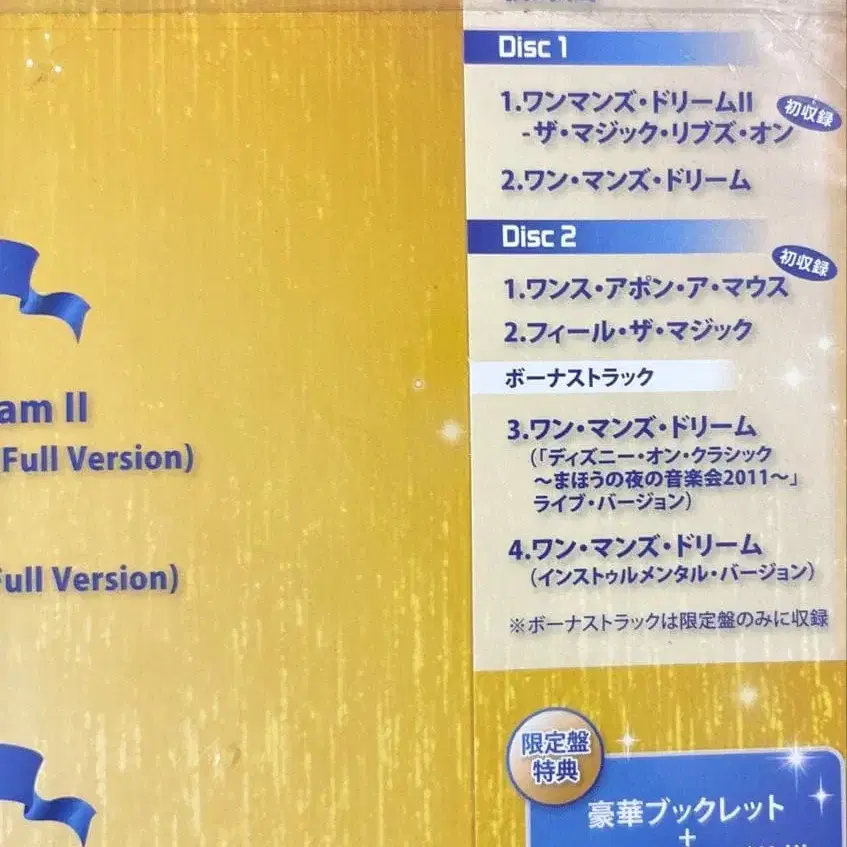 am II
(Full Version)
Full Version)
Disc 1
1.ワンマンズ・ドリームII
-ザ・マジック・リブズ・オン
初収録
2.ワン・マンズ・ドリーム
Disc 2
初収録
1.ワンス・アポン・ア・マウス
2.フィール・ザ・マジック
ボーナストラック
3.ワン・マンズ・ドリーム
(「ディズニー・オン・クラシック
～まほうの夜の音楽会2011～」
ライブ・バージョン)
4.ワン・マンズ・ドリーム
(インストゥルメンタル・バージョン)
※ボーナストラックは限定盤のみに収録
限定盤
特典
豪華ブックレット
+